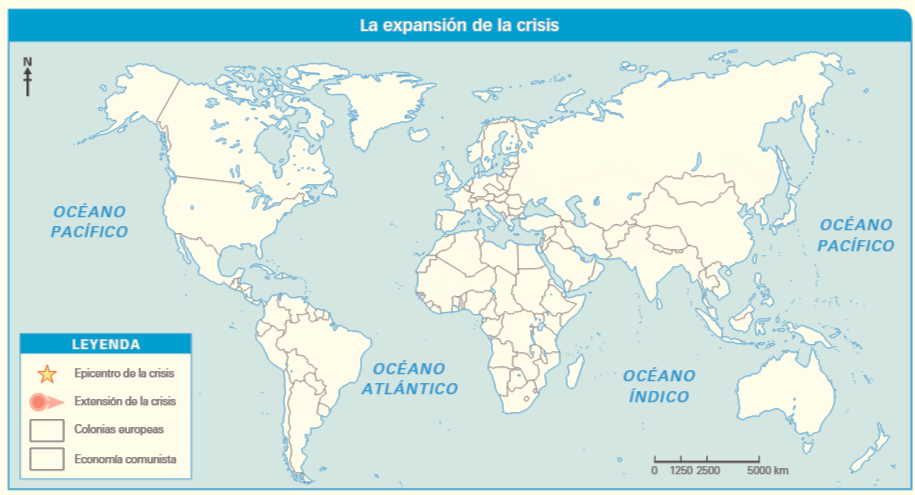 La expansión de la crisis
N
OCÉANO
PACÍFICO
OCÉANO
PACÍFICO
OCÉANO
ATLÁNTICO
OCÉANO
ÍNDICO
LEYENDA
Epicentro de la crisis
Extensión de la crisis
Colonias europeas
Economía comunista
0 1250 2500 5000 km